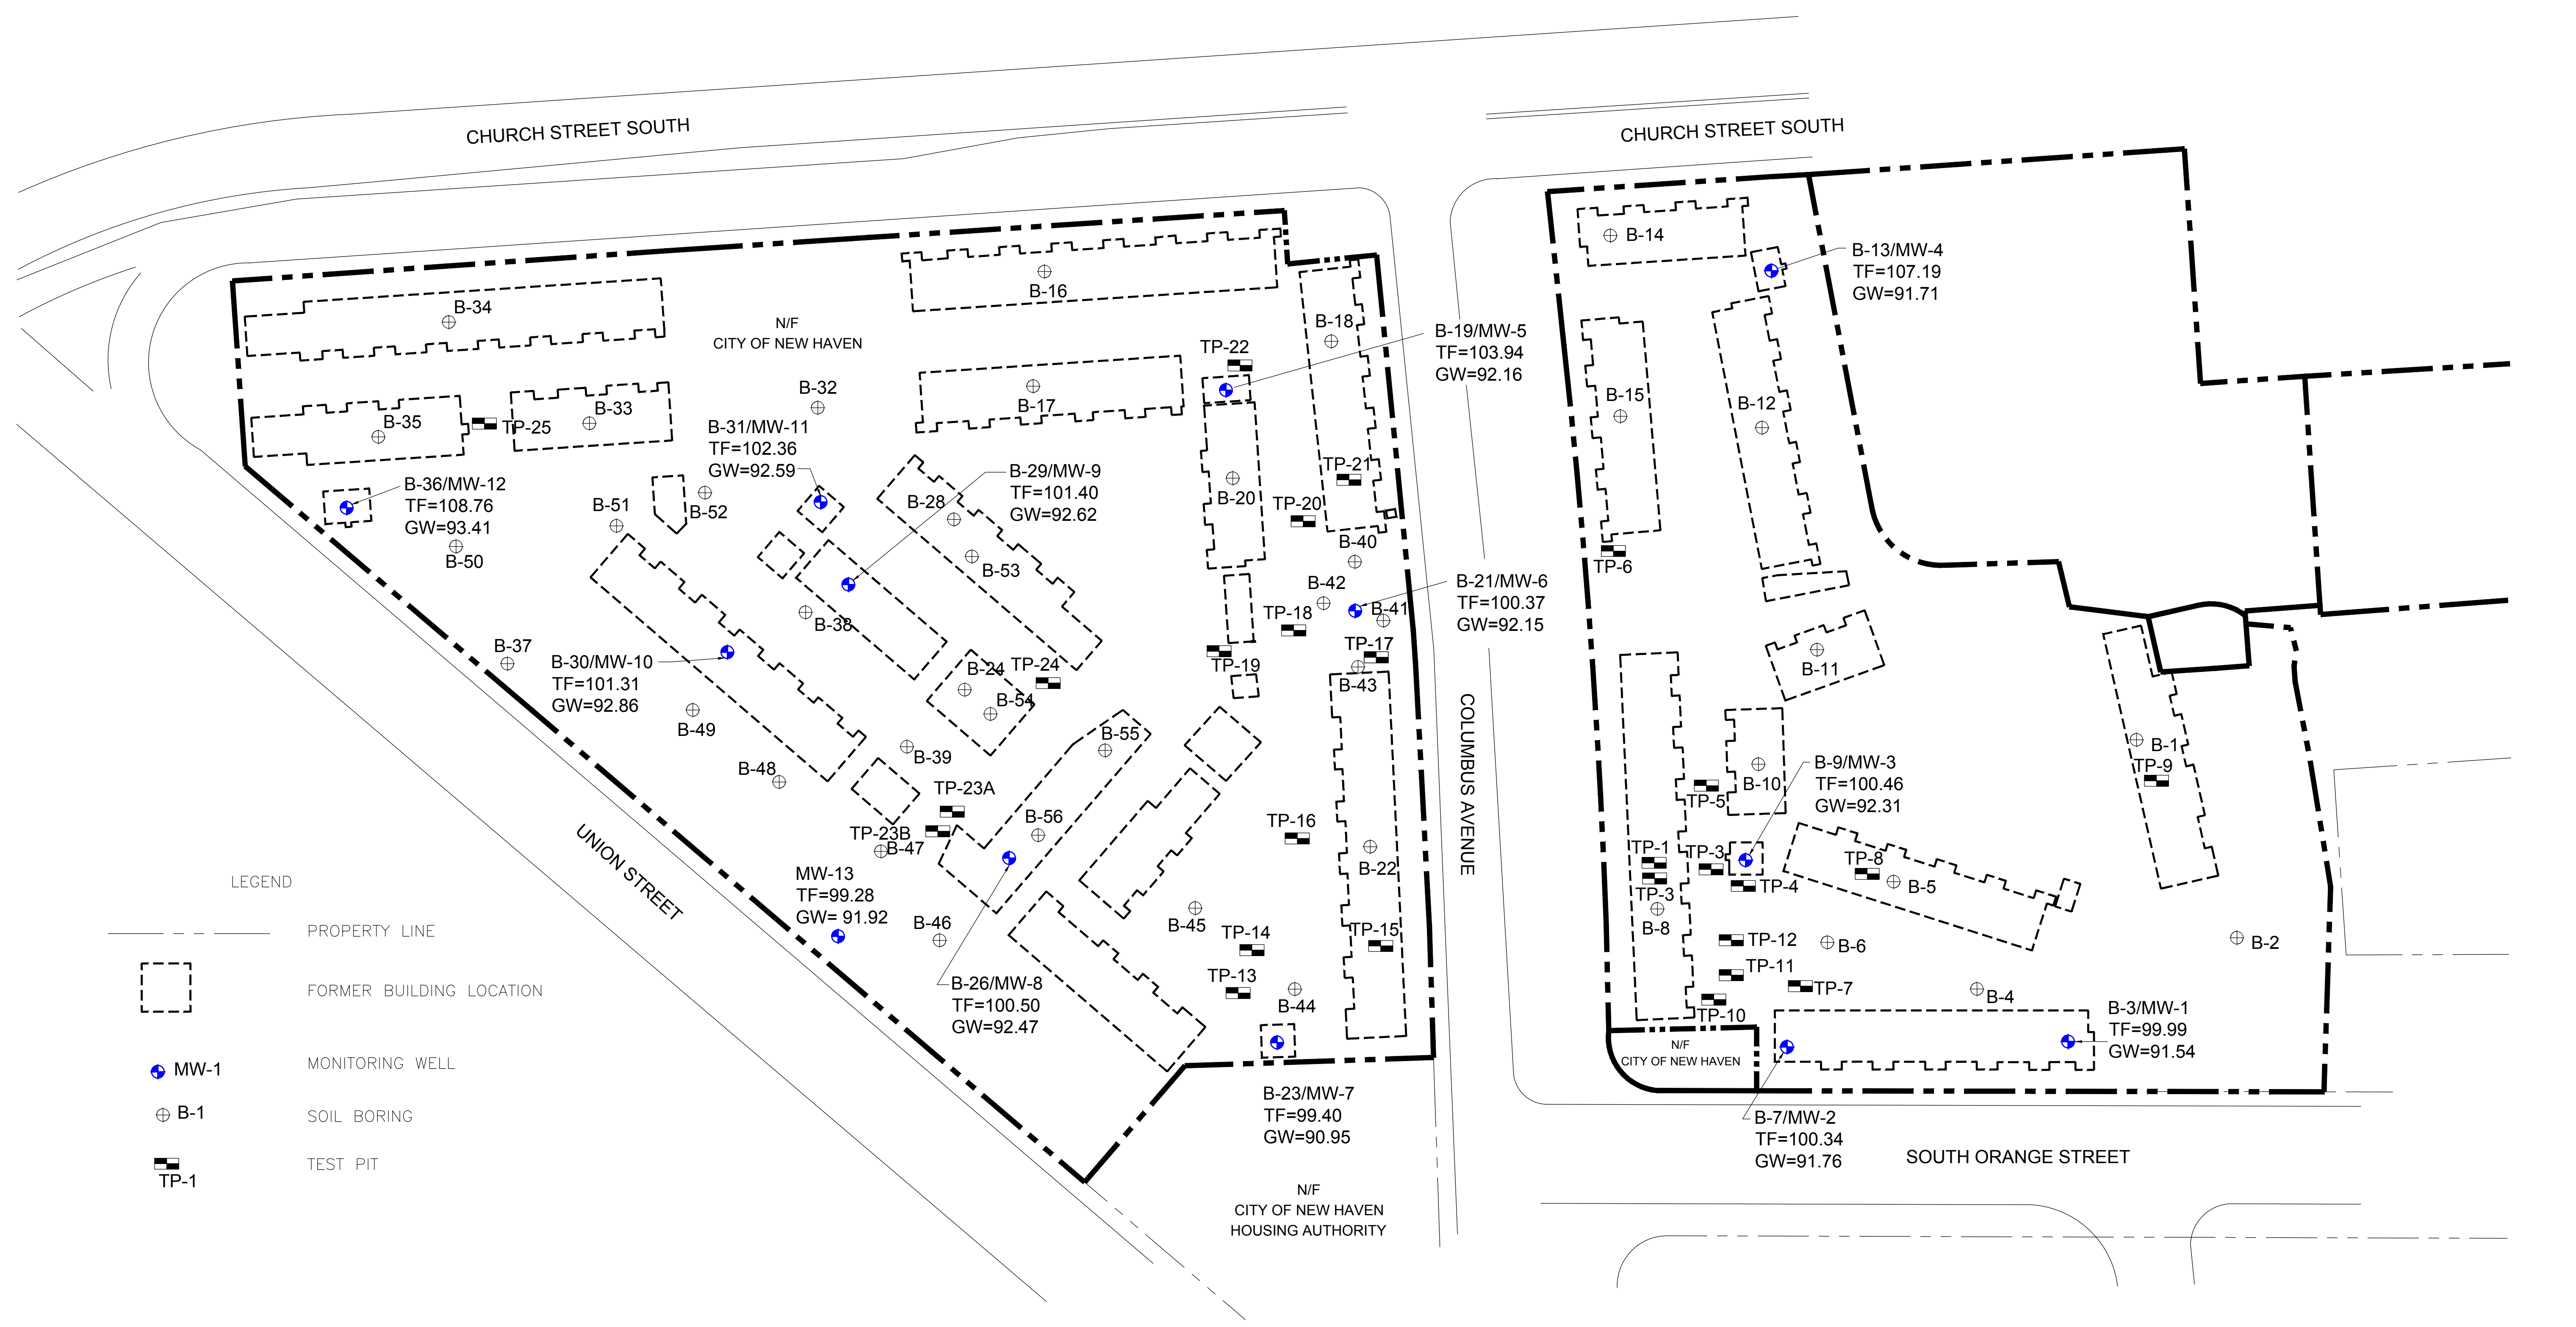 CHURCH STREET SOUTH
CHURCH STREET SOUTH
B-14
B-13/MW-4
TF=107.19
GW=91.71
B-16
B-34
N/F
CITY OF NEW HAVEN
B-18
B-19/MW-5
TF=103.94
GW=92.16
TP-22
B-32
B-17
B-15
B-12
B-35
TP-25
B-33
B-31/MW-11
TF=102.36
GW=92.59
B-29/MW-9
TF=101.40
GW=92.62
B-36/MW-12
TF=108.76
GW=93.41
B-50
B-51
B-52
B-28
B-53
B-20
TP-21
TP-20
B-40
B-42
B-41
B-21/MW-6
TF=100.37
GW=92.15
TP-6
TP-18
TP-17
TP-19
B-43
B-38
B-37
B-30/MW-10
TF=101.31
GW=92.86
B-24
TP-24
B-54
B-11
B-49
B-55
B-39
B-48
COLUMBUS AVENUE
B-1
TP-9
B-10
TP-5
B-9/MW-3
TF=100.46
GW=92.31
TP-23A
TP-23B
B-47
B-56
TP-16
B-22
TP-1
TP-3
TP-3
B-8
TP-4
TP-8
B-5
UNION STREET
MW-13
TF=99.28
GW= 91.92
B-46
B-45
TP-14
TP-15
TP-13
B-44
TP-12
B-6
TP-11
TP-7
TP-10
B-4
B-2
B-26/MW-8
TF=100.50
GW=92.47
B-3/MW-1
TF=99.99
GW=91.54
N/F
CITY OF NEW HAVEN
B-23/MW-7
TF=99.40
GW=90.95
B-7/MW-2
TF=100.34
GW=91.76
SOUTH ORANGE STREET
N/F
CITY OF NEW HAVEN
HOUSING AUTHORITY
LEGEND
PROPERTY LINE
FORMER BUILDING LOCATION
MW-1 MONITORING WELL
B-1 SOIL BORING
TEST PIT
TP-1